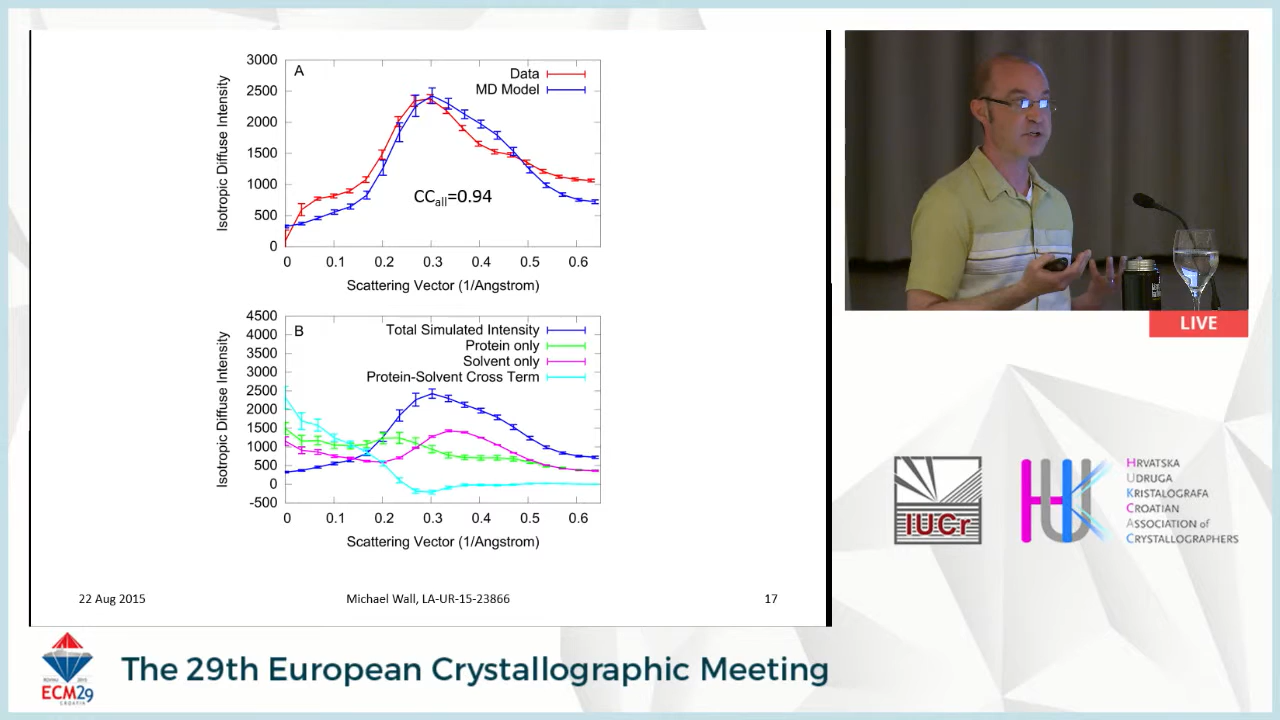 A
Data
MD Model
3000
2500
2000
1500
1000
500
0
Isotropic Diffuse Intensity
CCall=0.94
0 0.1 0.2 0.3 0.4 0.5 0.6
Scattering Vector (1/Angstrom)
B
Total Simulated Intensity
Protein only
Solvent only
Protein-Solvent Cross Term
4500
4000
3500
3000
2500
2000
1500
1000
500
0
-500
Isotropic Diffuse Intensity
0 0.1 0.2 0.3 0.4 0.5 0.6
Scattering Vector (1/Angstrom)
22 Aug 2015 Michael Wall, LA-UR-15-23866 17
LIVE
IUCr
HUK
HRVATSKA
UDRUGA
KRISTALOGRAFA
CROATIAN
ASSOCIATION of
CRYSTALLOGRAPHERS
ECM29
CROATIA
The 29th European Crystallographic Meeting